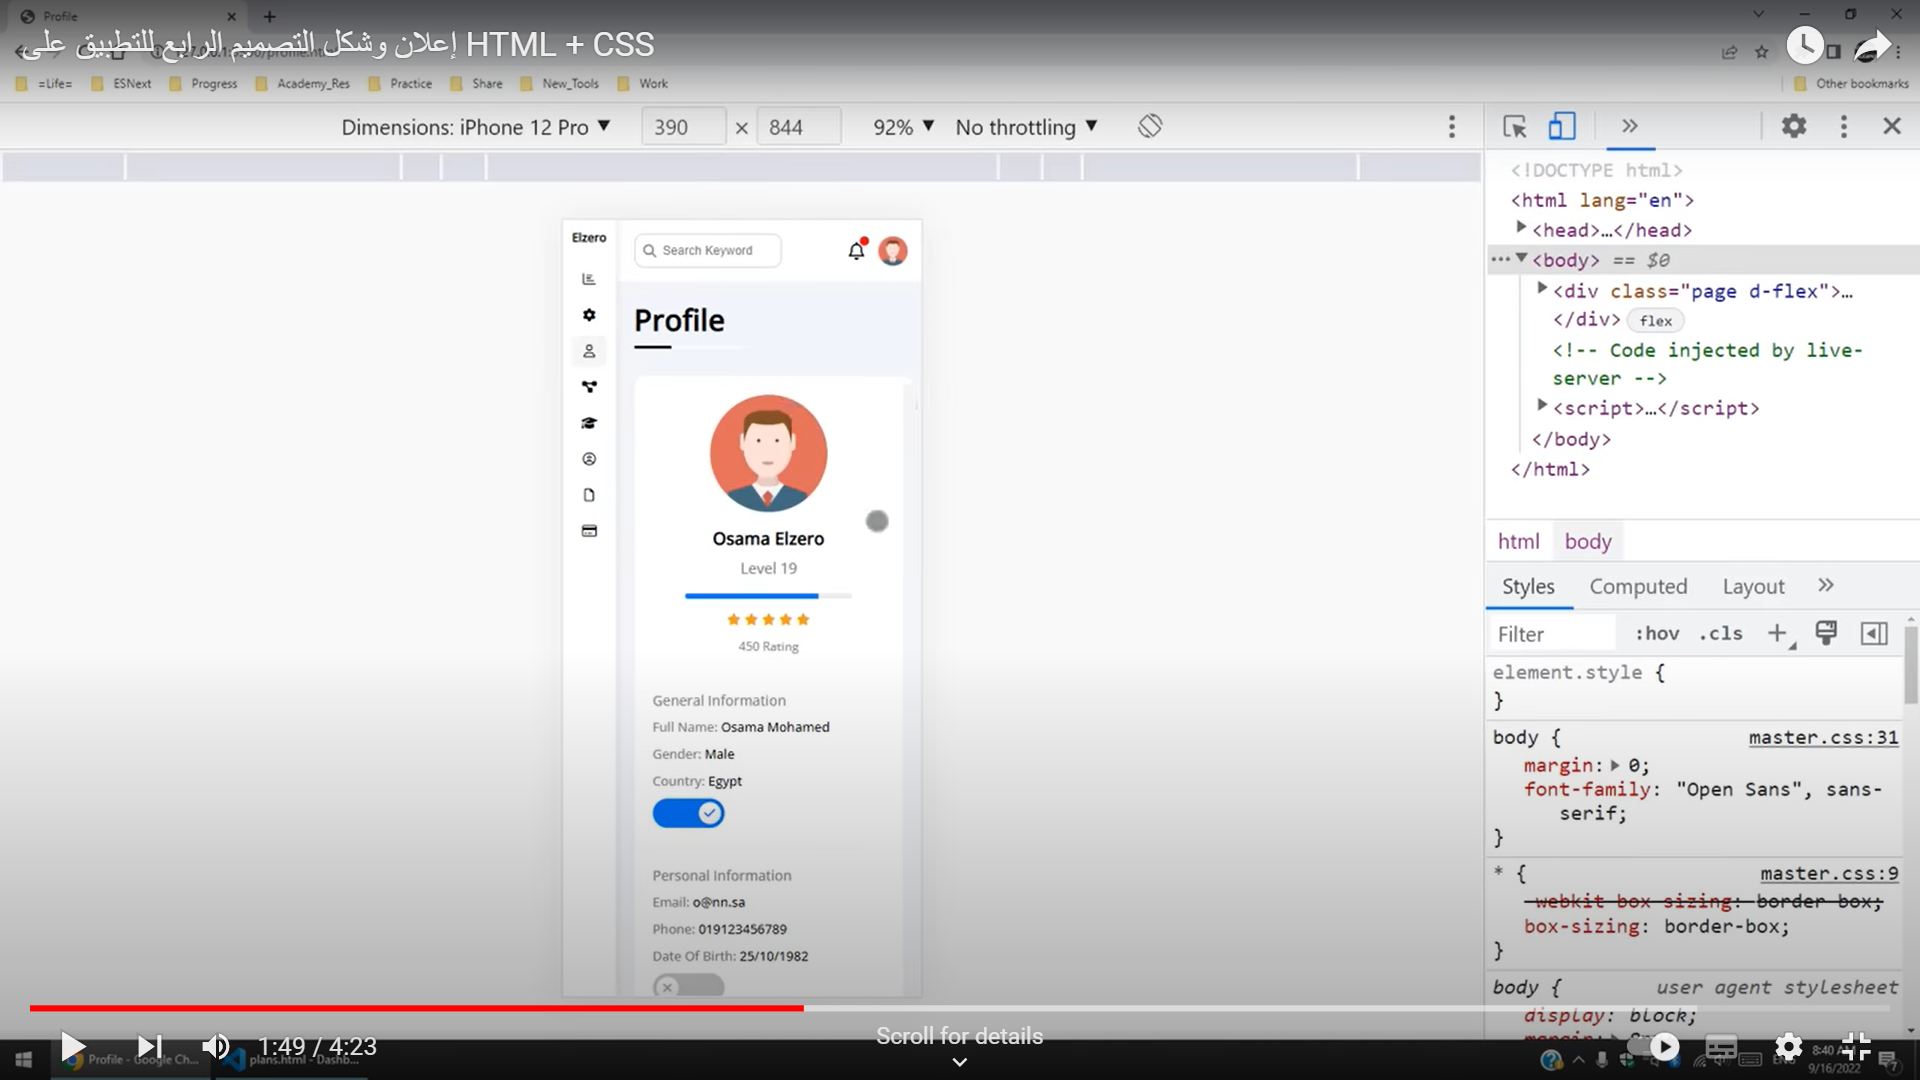 Profile
إعلان وشكل التصميم الرابع للتطبيق على HTML + CSS
=Life=
ESNext
Progress
Academy_Res
Practice
Share
New_Tools
Work
Other bookmarks
Dimensions: iPhone 12 Pro ▼
390 × 844
92% ▼
No throttling ▼
Elzero
Search Keyword
Profile
Osama Elzero
Level 19
450 Rating
General Information
Full Name: Osama Mohamed
Gender: Male
Country: Egypt
Personal Information
Email: o@nn.sa
Phone: 019123456789
Date Of Birth: 25/10/1982
<!DOCTYPE html>
<html lang="en">
<head>…</head>
<body> == $0
<div class="page d-flex">…
</div> flex
<!-- Code injected by live-
server -->
<script>…</script>
</body>
</html>
html body
Styles Computed Layout
Filter :hov .cls
element.style {
}
body { master.css:31
margin: 0;
font-family: "Open Sans", sans-
serif;
}
* { master.css:9
-webkit-box-sizing: border-box;
box-sizing: border-box;
}
body { user agent stylesheet
display: block;
1:49 / 4:23
Scroll for details
Profile - Google Ch...
plans.html - Dashb...
8:40 AM
9/16/2022